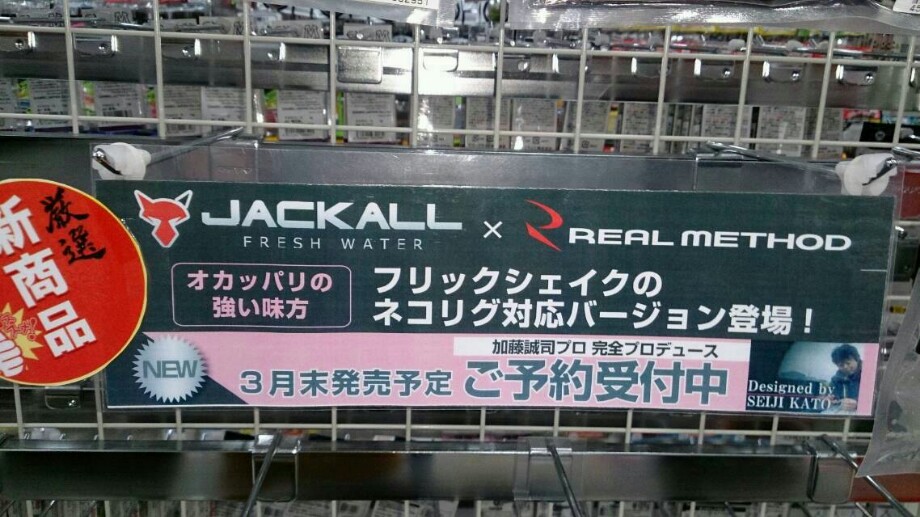 厳選
新商品
JACKALL
FRESH WATER
×
REAL METHOD
オカッパリの
強い味方
フリックシェイクの
ネコリグ対応バージョン登場！
加藤誠司プロ 完全プロデュース
NEW
3月末発売予定 ご予約受付中
Designed by
SEIJI KATO